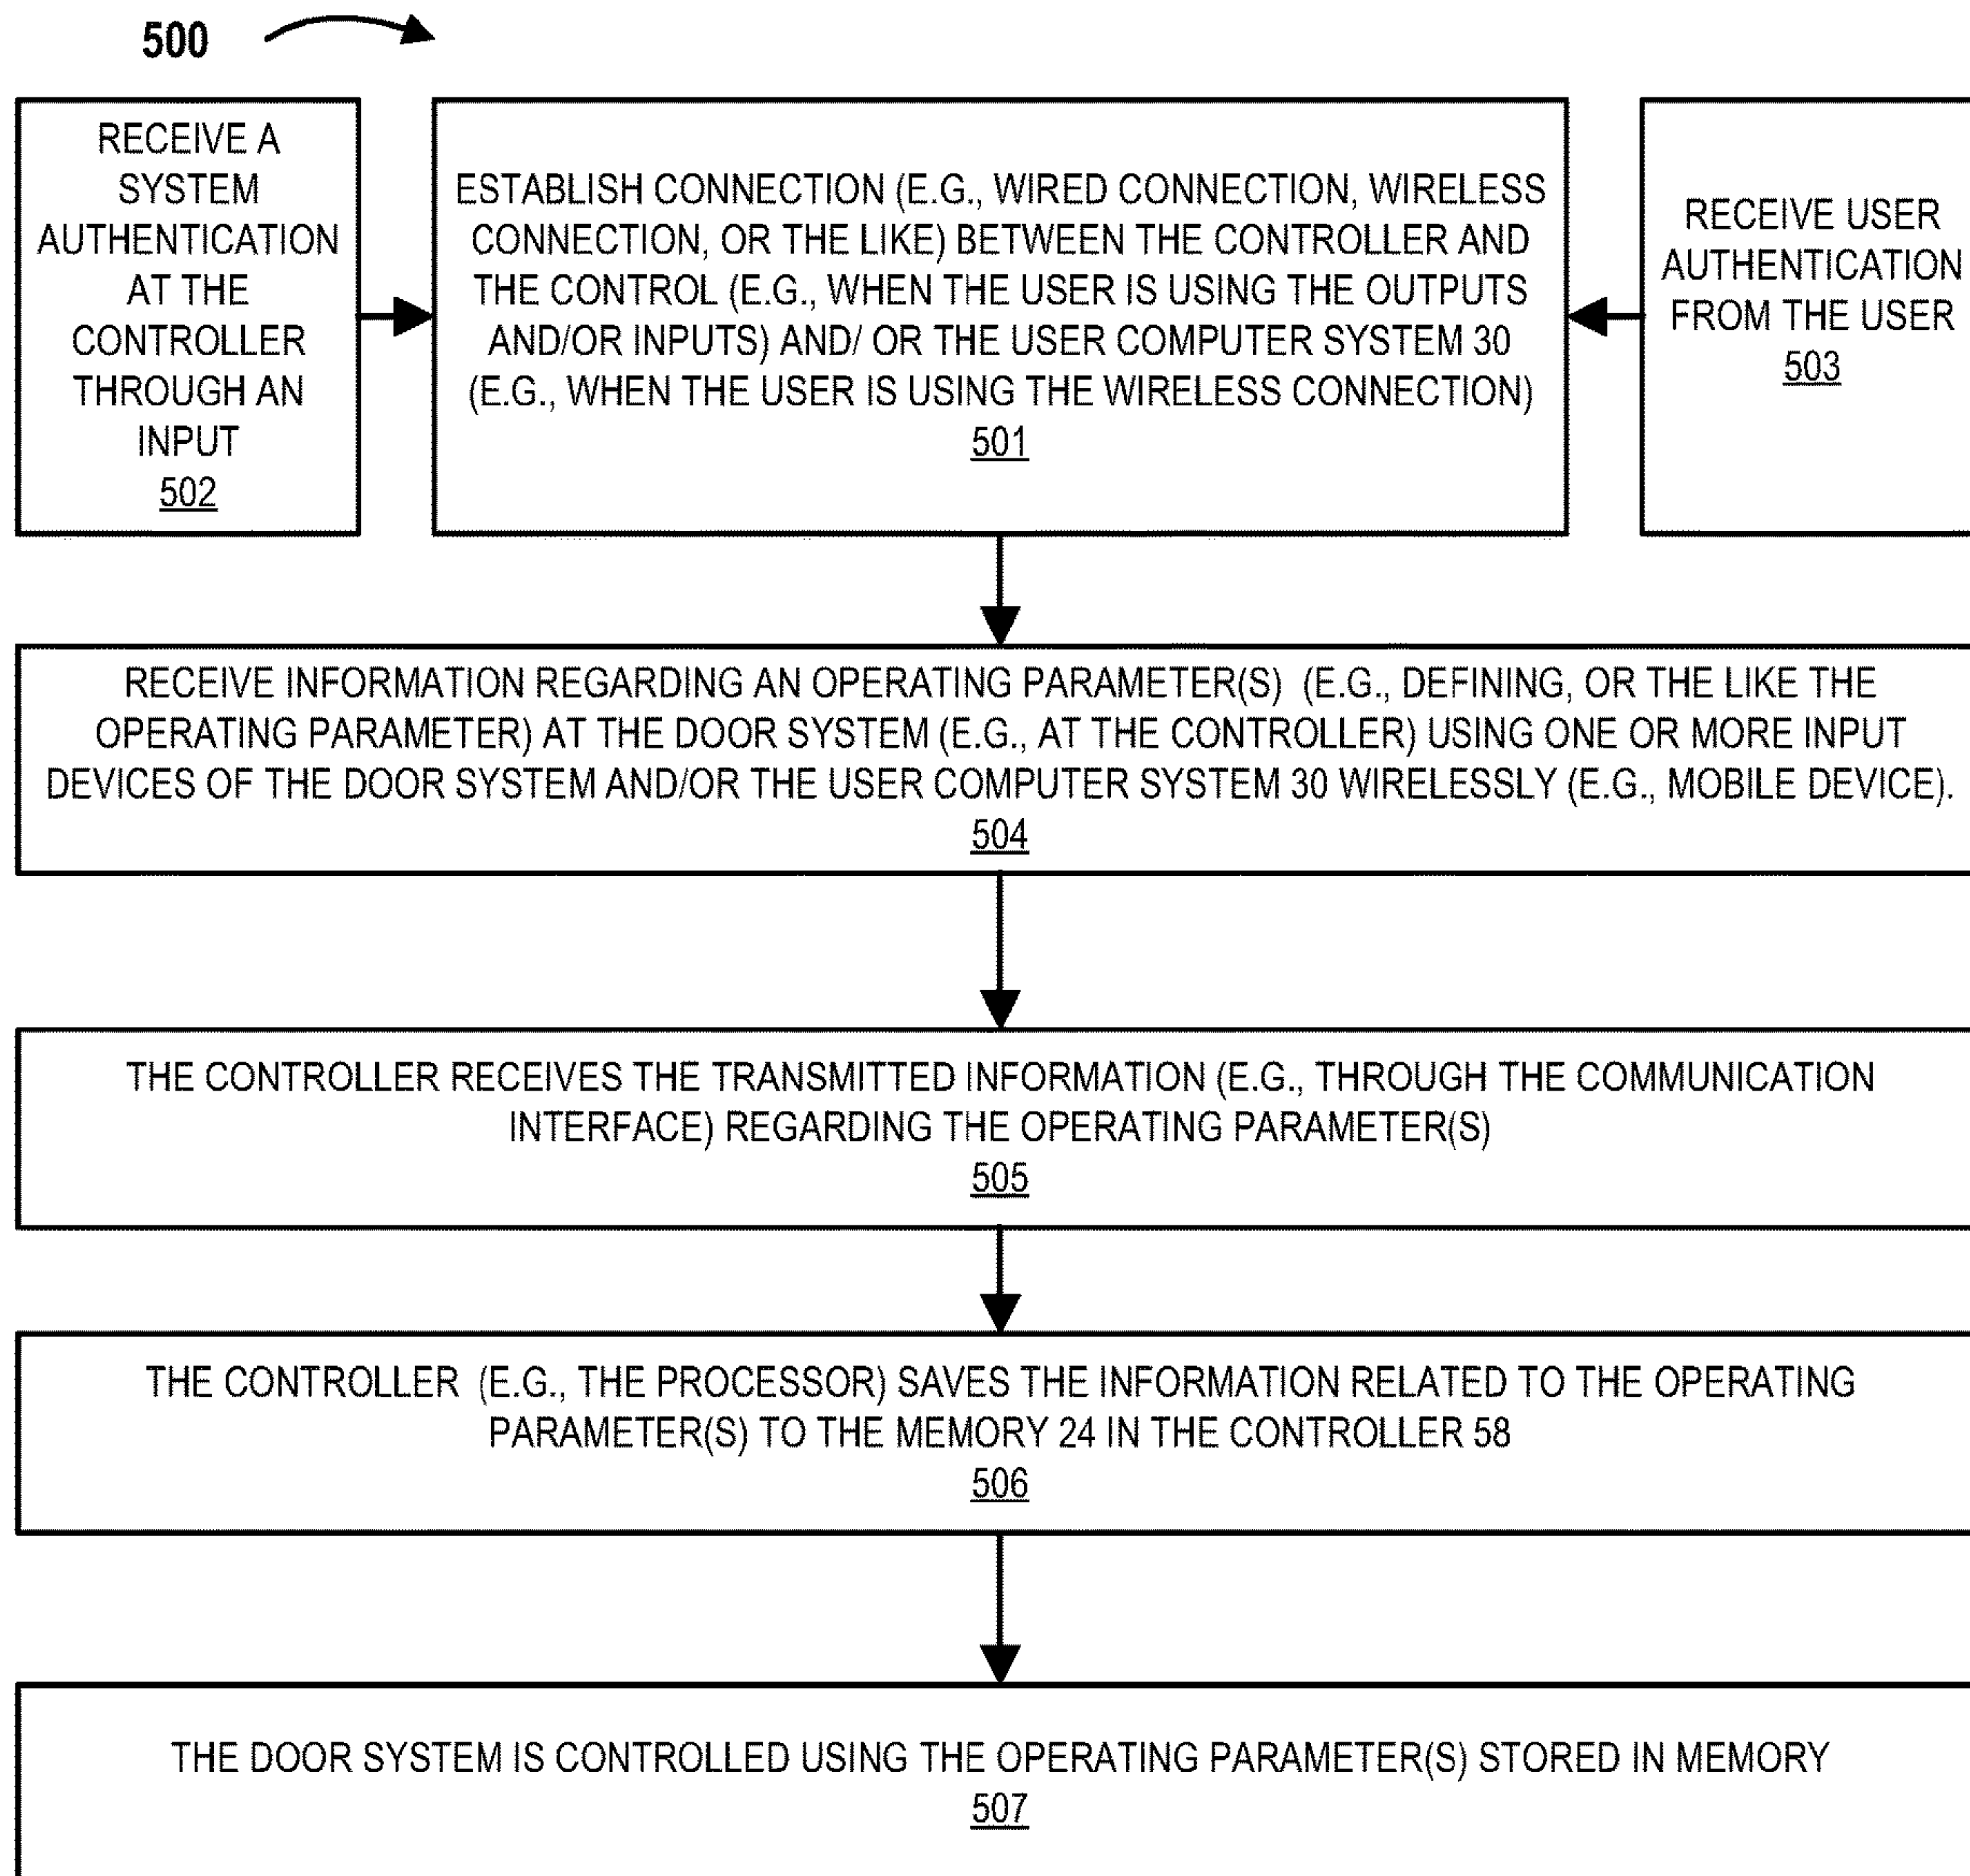 500
RECEIVE A
SYSTEM
AUTHENTICATION
AT THE
CONTROLLER
THROUGH AN
INPUT
502
ESTABLISH CONNECTION (E.G., WIRED CONNECTION, WIRELESS
CONNECTION, OR THE LIKE) BETWEEN THE CONTROLLER AND
THE CONTROL (E.G., WHEN THE USER IS USING THE OUTPUTS
AND/OR INPUTS) AND/ OR THE USER COMPUTER SYSTEM 30
(E.G., WHEN THE USER IS USING THE WIRELESS CONNECTION)
501
RECEIVE USER
AUTHENTICATION
FROM THE USER
503
RECEIVE INFORMATION REGARDING AN OPERATING PARAMETER(S) (E.G., DEFINING, OR THE LIKE THE
OPERATING PARAMETER) AT THE DOOR SYSTEM (E.G., AT THE CONTROLLER) USING ONE OR MORE INPUT
DEVICES OF THE DOOR SYSTEM AND/OR THE USER COMPUTER SYSTEM 30 WIRELESSLY (E.G., MOBILE DEVICE).
504
THE CONTROLLER RECEIVES THE TRANSMITTED INFORMATION (E.G., THROUGH THE COMMUNICATION
INTERFACE) REGARDING THE OPERATING PARAMETER(S)
505
THE CONTROLLER (E.G., THE PROCESSOR) SAVES THE INFORMATION RELATED TO THE OPERATING
PARAMETER(S) TO THE MEMORY 24 IN THE CONTROLLER 58
506
THE DOOR SYSTEM IS CONTROLLED USING THE OPERATING PARAMETER(S) STORED IN MEMORY
507